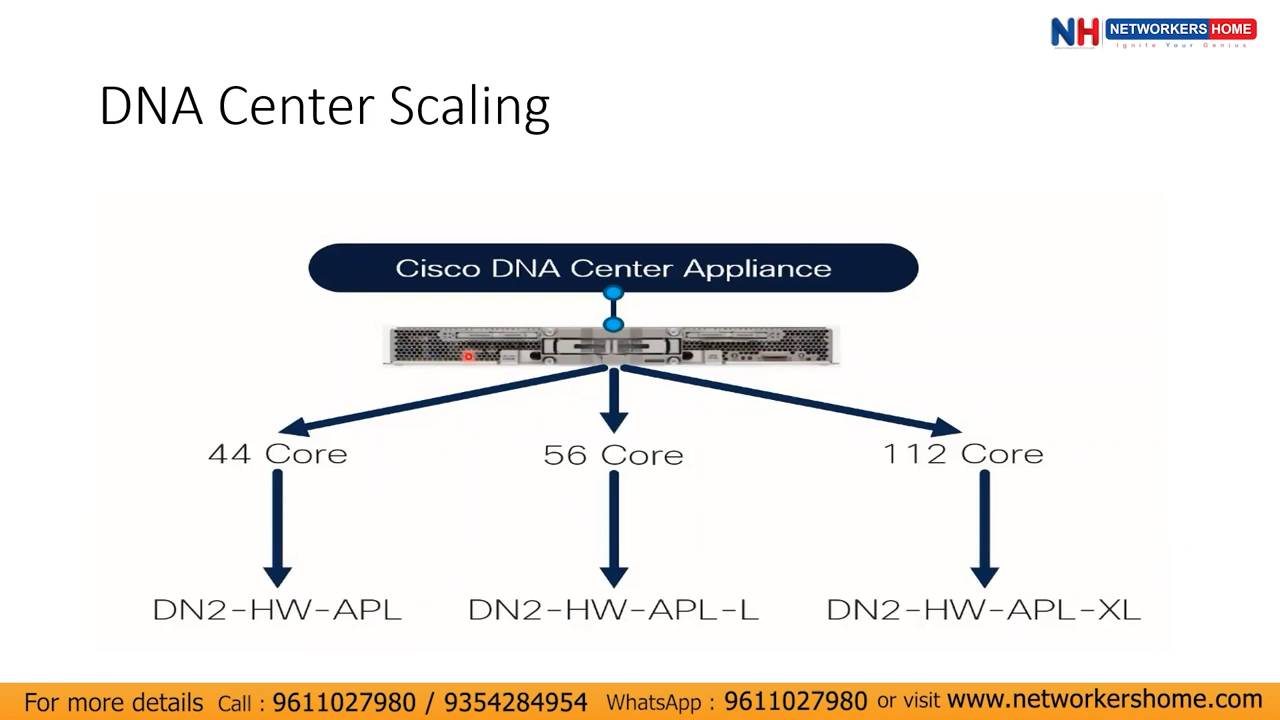 NH NETWORKERS HOME
Ignite Your Genius
DNA Center Scaling
Cisco DNA Center Appliance
44 Core 56 Core 112 Core
DN2-HW-APL DN2-HW-APL-L DN2-HW-APL-XL
For more details Call : 9611027980 / 9354284954 WhatsApp : 9611027980 or visit www.networkershome.com